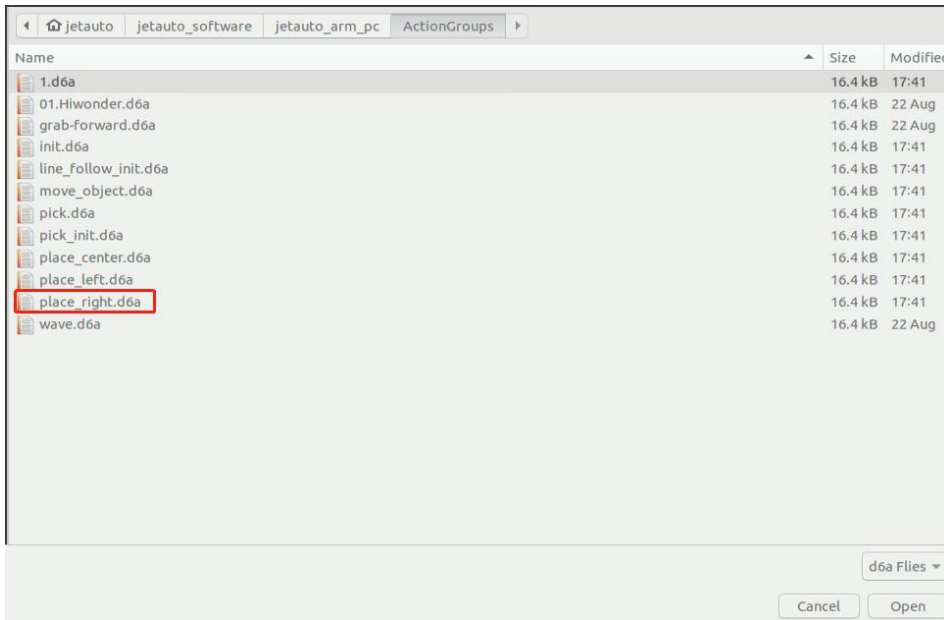 jetauto jetauto_software jetauto_arm_pc ActionGroups
Name Size Modified
1.d6a 16.4 kB 17:41
01.Hiwonder.d6a 16.4 kB 22 Aug
grab-forward.d6a 16.4 kB 22 Aug
init.d6a 16.4 kB 17:41
line_follow_init.d6a 16.4 kB 17:41
move_object.d6a 16.4 kB 17:41
pick.d6a 16.4 kB 17:41
pick_init.d6a 16.4 kB 17:41
place_center.d6a 16.4 kB 17:41
place_left.d6a 16.4 kB 17:41
place_right.d6a 16.4 kB 17:41
wave.d6a 16.4 kB 22 Aug
d6a Flies
Cancel Open